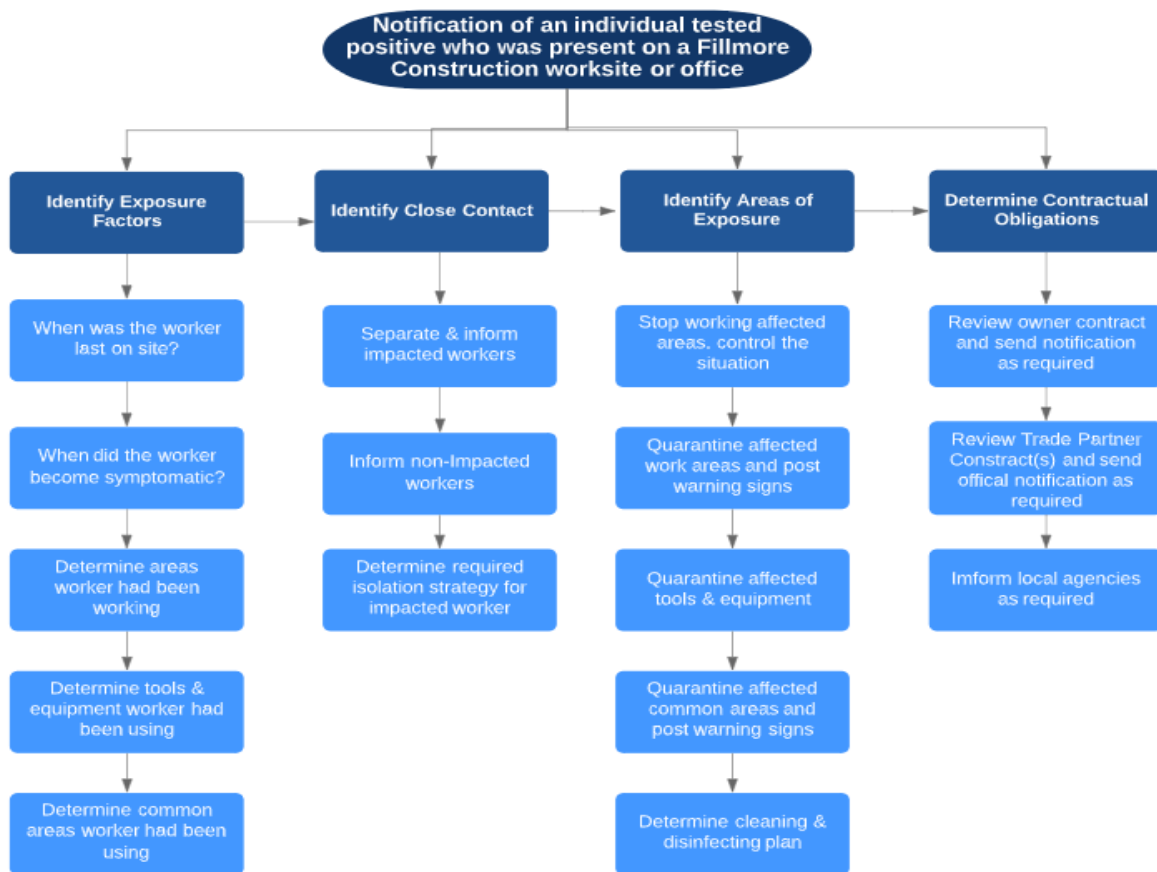 Notification of an individual tested
positive who was present on a Fillmore
Construction worksite or office
Identify Exposure
Factors
Identify Close Contact
Identify Areas of
Exposure
Determine Contractual
Obligations
When was the worker
last on site?
When did the worker
become symptomatic?
Determine areas
worker had been
working
Determine tools &
equipment worker had
been using
Determine common
areas worker had been
using
Separate & inform
impacted workers
Inform non-Impacted
workers
Determine required
isolation strategy for
impacted worker
Stop working affected
areas. control the
situation
Quarantine affected
work areas and post
warning signs
Quarantine affected
tools & equipment
Quarantine affected
common areas and
post warning signs
Determine cleaning &
disinfecting plan
Review owner contract
and send notification
as required
Review Trade Partner
Constract(s) and send
offical notification as
required
Imform local agencies
as required